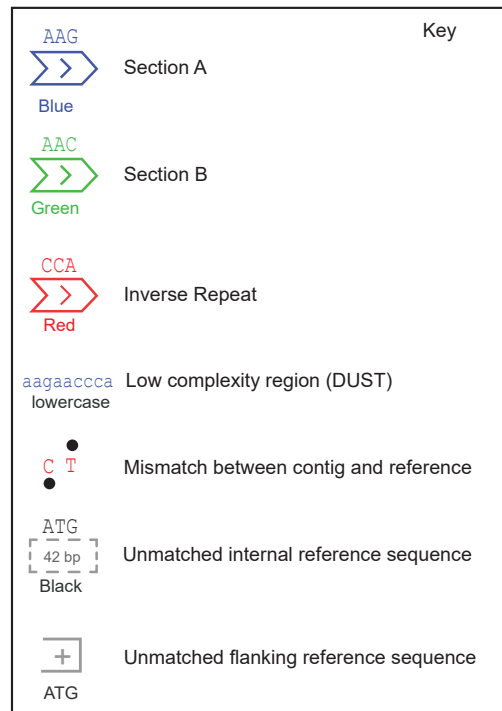 Key
AAG
Section A
Blue
AAC
Section B
Green
CCA
Inverse Repeat
Red
aagaaccca Low complexity region (DUST)
lowercase
C T
Mismatch between contig and reference
ATG
42 bp
Unmatched internal reference sequence
Black
+
Unmatched flanking reference sequence
ATG